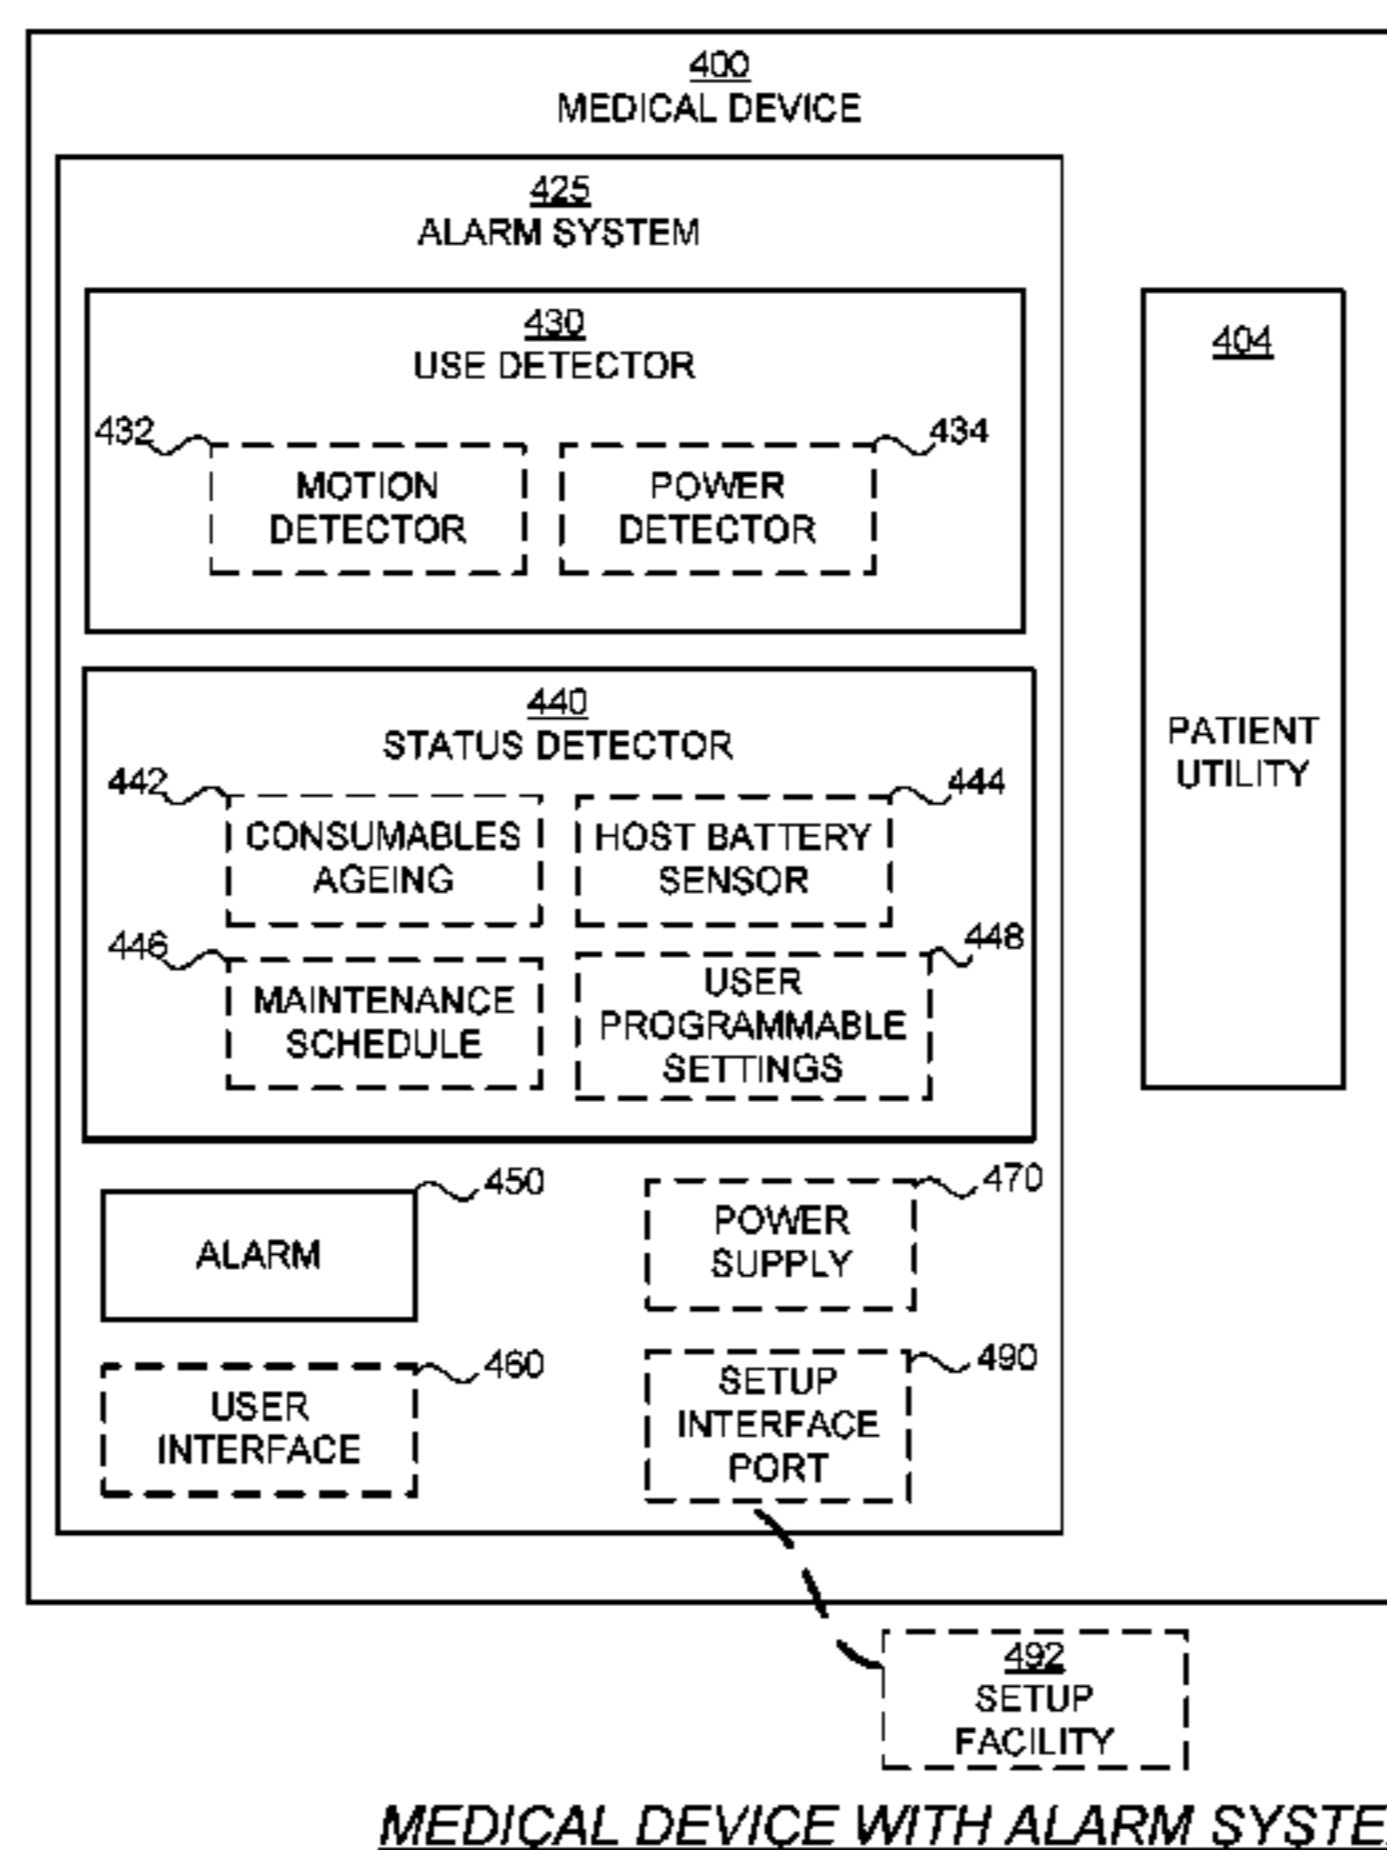 400
MEDICAL DEVICE
425
ALARM SYSTEM
430
USE DETECTOR
432
434
MOTION
DETECTOR
POWER
DETECTOR
404
PATIENT
UTILITY
440
STATUS DETECTOR
442
444
CONSUMABLES
AGEING
HOST BATTERY
SENSOR
446
448
MAINTENANCE
SCHEDULE
USER
PROGRAMMABLE
SETTINGS
450
ALARM
470
POWER
SUPPLY
460
USER
INTERFACE
490
SETUP
INTERFACE
PORT
492
SETUP
FACILITY
MEDICAL DEVICE WITH ALARM SYSTE